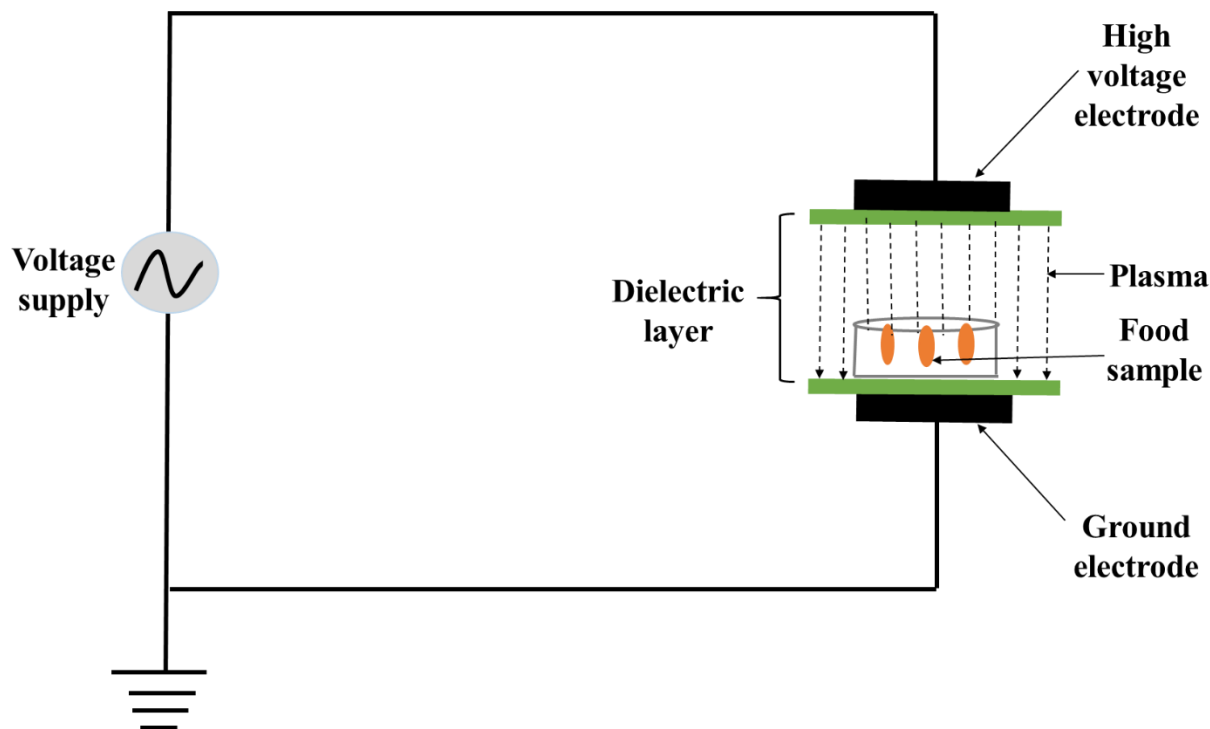 High
voltage
electrode
Voltage
supply
Dielectric
layer
Plasma
Food
sample
Ground
electrode